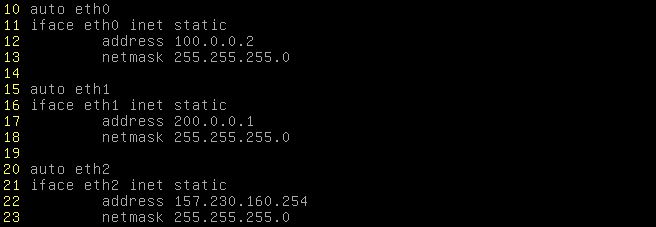 10 auto eth0
11 iface eth0 inet static
12         address 100.0.0.2
13         netmask 255.255.255.0
14
15 auto eth1
16 iface eth1 inet static
17         address 200.0.0.1
18         netmask 255.255.255.0
19
20 auto eth2
21 iface eth2 inet static
22         address 157.230.160.254
23         netmask 255.255.255.0